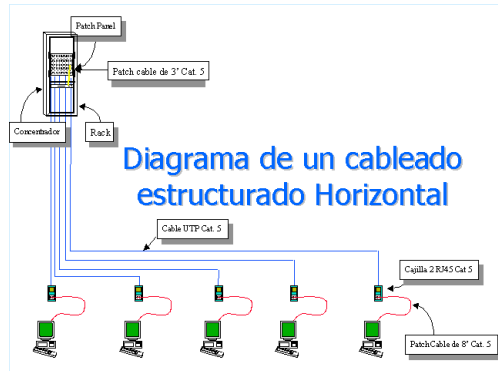 Patch Panel
Patch cable de 3' Cat. 5
Concentrador
Rack
Diagrama de un cableado
estructurado Horizontal
Cable UTP Cat. 5
Cajilla 2 RJ45 Cat 5
PatchCable de 8' Cat. 5